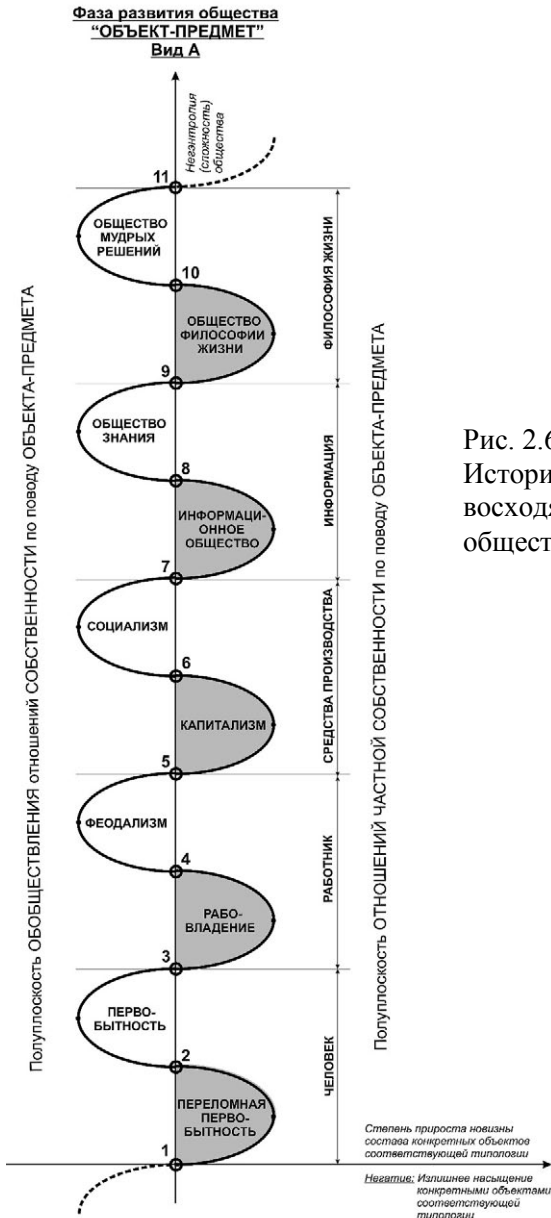 Фаза развития общества
“ОБЪЕКТ-ПРЕДМЕТ”
Вид А
Негэнтропия
(сложность)
общества
11
ОБЩЕСТВО
МУДРЫХ
РЕШЕНИЙ
10
ОБЩЕСТВО
ФИЛОСОФИИ
ЖИЗНИ
ФИЛОСОФИЯ ЖИЗНИ
9
ОБЩЕСТВО
ЗНАНИЯ
8
ИНФОРМАЦИ-
ОННОЕ
ОБЩЕСТВО
ИНФОРМАЦИЯ
7
СОЦИАЛИЗМ
6
КАПИТАЛИЗМ
СРЕДСТВА ПРОИЗВОДСТВА
5
ФЕОДАЛИЗМ
4
РАБО-
ВЛАДЕНИЕ
РАБОТНИК
3
ПЕРВО-
БЫТНОСТЬ
2
ПЕРЕЛОМНАЯ
ПЕРВО-
БЫТНОСТЬ
ЧЕЛОВЕК
1
Полуплоскость ОБОБЩЕСТВЛЕНИЯ отношений СОБСТВЕННОСТИ по поводу ОБЪЕКТА-ПРЕДМЕТА
Полуплоскость ОТНОШЕНИЙ ЧАСТНОЙ СОБСТВЕННОСТИ по поводу ОБЪЕКТА-ПРЕДМЕТА
Степень прироста новизны
состава конкретных объектов
соответствующей типологии
Негатие: Излишнее насыщение
конкретными объектами
соответствующей
типологии
Рис. 2.6
Истори
восходя
общест